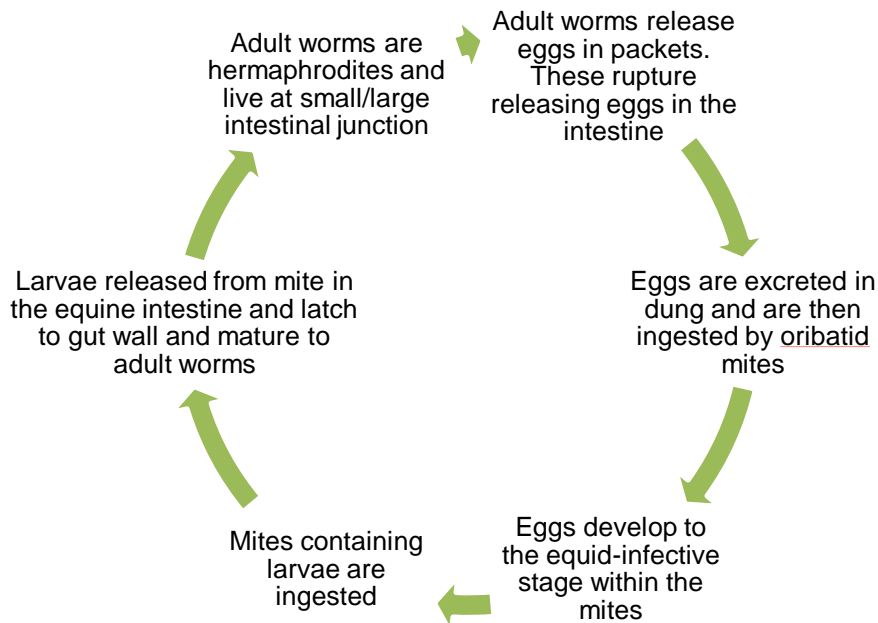 Adult worms are
hermaphrodites and
live at small/large
intestinal junction
Adult worms release
eggs in packets.
These rupture
releasing eggs in the
intestine
Eggs are excreted in
dung and are then
ingested by oribatid
mites
Eggs develop to
the equid-infective
stage within the
mites
Mites containing
larvae are
ingested
Larvae released from mite in
the equine intestine and latch
to gut wall and mature to
adult worms